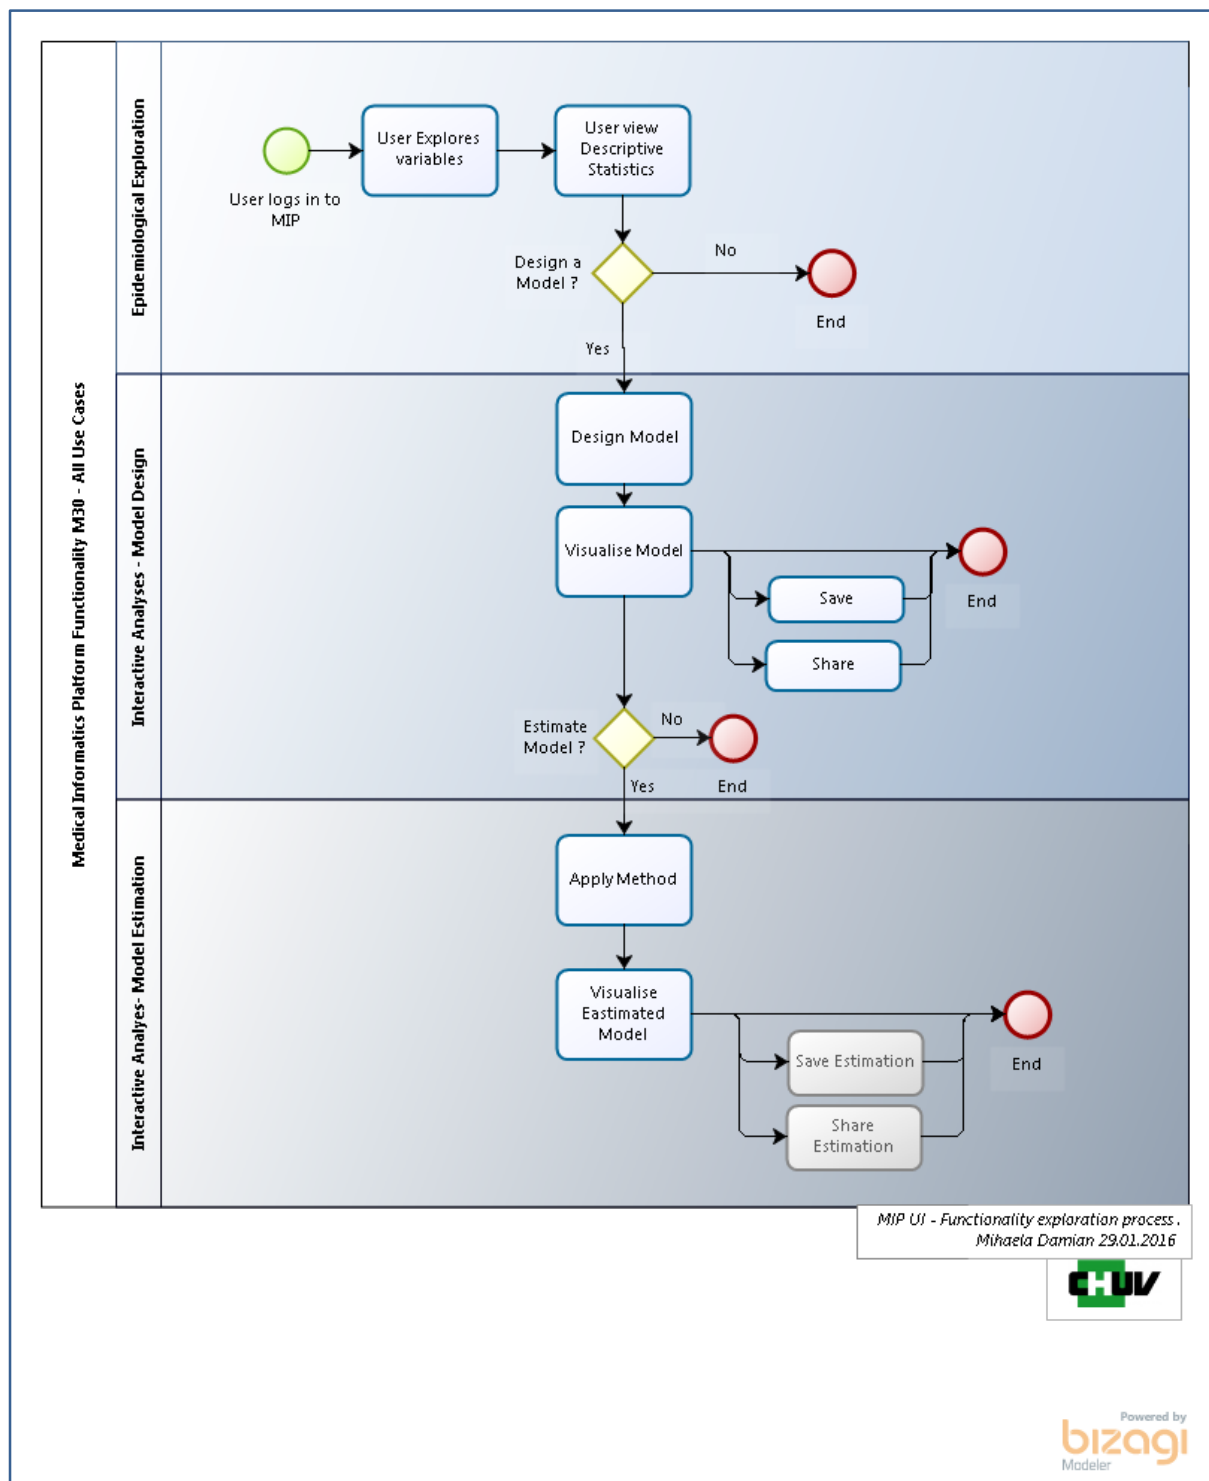 Medical Informatics Platform Functionality M30 - All Use Cases
Epidemiological Exploration
User logs in to
MIP
User Explores
variables
User view
Descriptive
Statistics
Design a
Model ?
No
End
Yes
Interactive Analyses - Model Design
Design Model
Visualise Model
Save
Share
End
Estimate
Model ?
No
End
Yes
Interactive Analyes- Model Estimation
Apply Method
Visualise
Eastimated
Model
Save Estimation
Share
Estimation
End
MIP UI - Functionality exploration process .
Mihaela Damian 29.01.2016
CHUV
Powered by
bizagi
Modeler